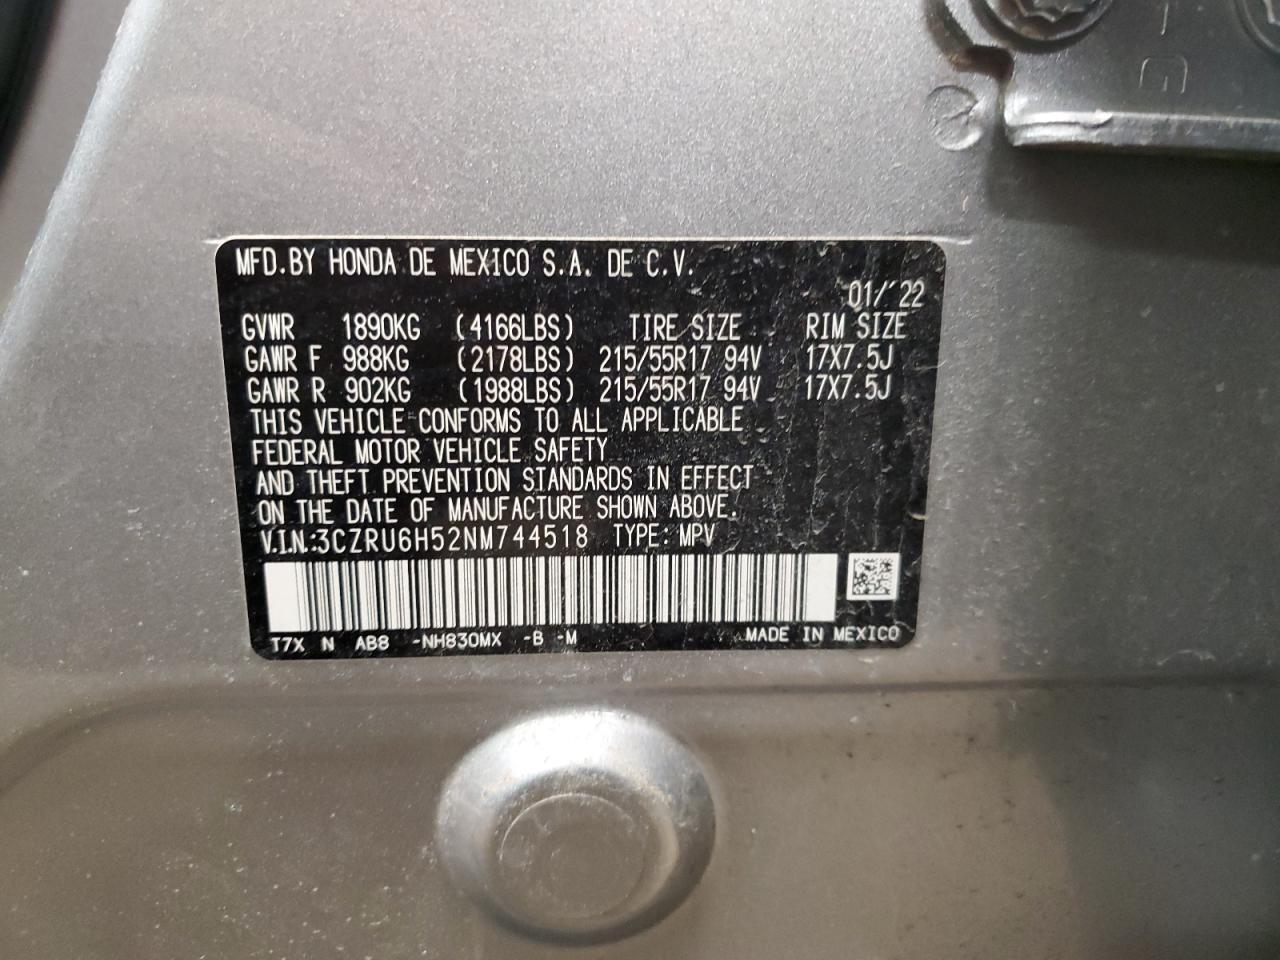 G
MFD.BY HONDA DE MEXICO S.A. DE C.V.
01/'22
GVWR 1890KG (4166LBS) TIRE SIZE RIM SIZE
GAWR F 988KG (2178LBS) 215/55R17 94V 17X7.5J
GAWR R 902KG (1988LBS) 215/55R17 94V 17X7.5J
THIS VEHICLE CONFORMS TO ALL APPLICABLE
FEDERAL MOTOR VEHICLE SAFETY
AND THEFT PREVENTION STANDARDS IN EFFECT
ON THE DATE OF MANUFACTURE SHOWN ABOVE.
V.I.N.:3CZRU6H52NM744518 TYPE: MPV
T7X N AB8 -NH830MX -B -M MADE IN MEXICO